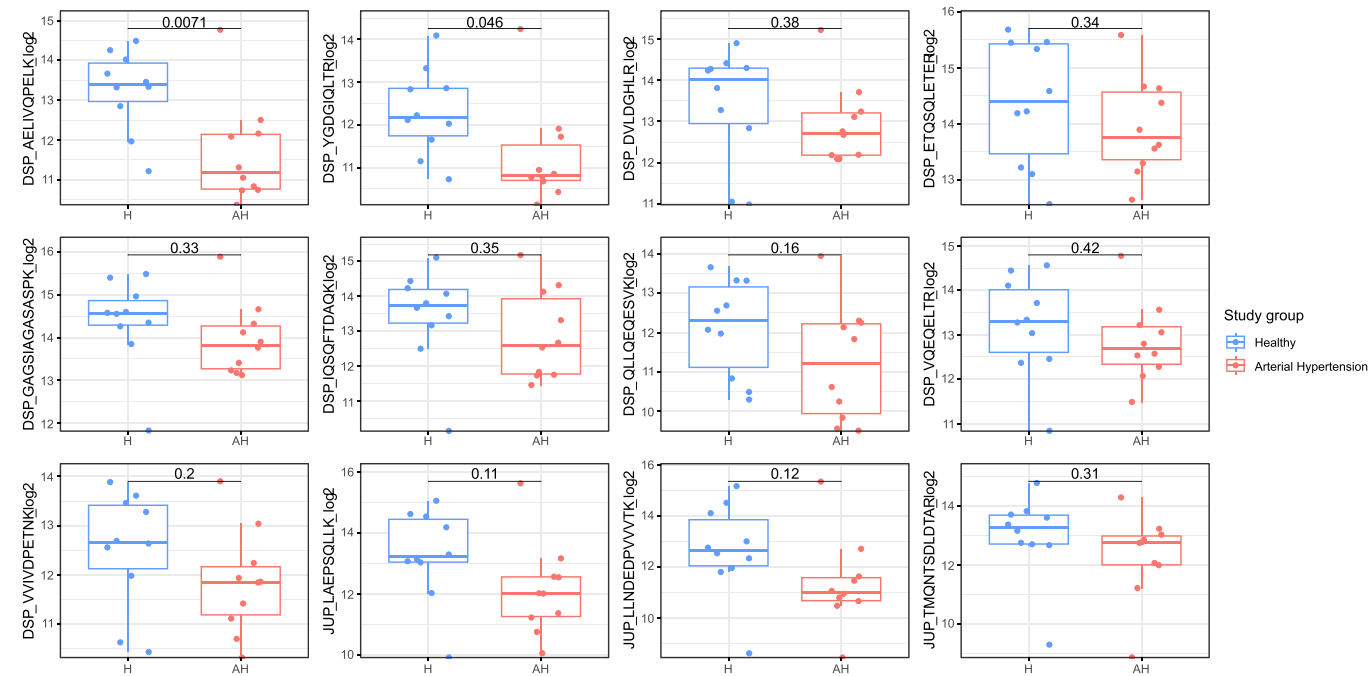 DSP_AELIVQPELK_log2
0.0071
15
14
13
12
11
H
AH
DSP_YGDGIQLTR_log2
0.046
14
13
12
11
H
AH
DSP_DVLDGHLR_log2
0.38
15
14
13
12
11
H
AH
DSP_ETQSQLETER_log2
0.34
16
15
14
13
H
AH
DSP_GAGSIAGASASPK_log2
0.33
16
15
14
13
12
H
AH
DSP_IQSQFTDAQK_log2
0.35
15
14
13
12
11
H
AH
DSP_QLLQEQESVK_log2
0.16
14
13
12
11
10
H
AH
DSP_VQEQELTR_log2
0.42
15
14
13
12
11
H
AH
Study group
Healthy
Arterial Hypertension
DSP_VVIVDPETNK_log2
0.2
14
13
12
11
H
AH
JUP_LAEPSQLLK_log2
0.11
16
14
12
10
H
AH
JUP_LLNDEDPVVVTK_log2
0.12
16
14
12
10
H
AH
JUP_TMQNTSDLDTAR_log2
0.31
14
12
10
H
AH